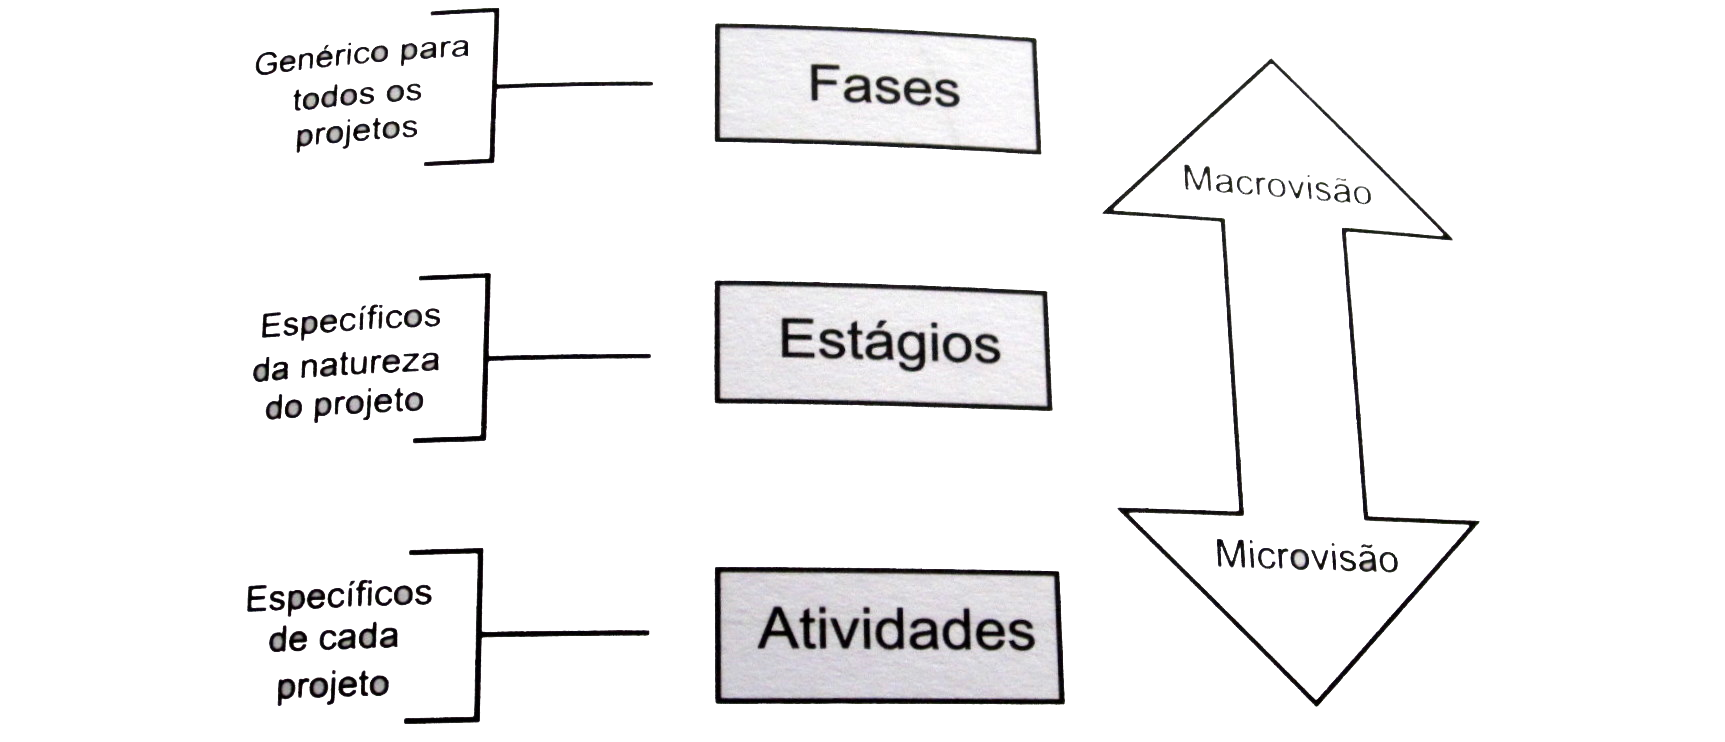 Genérico para
todos os
projetos
Fases
Macrovisão
Específicos
da natureza
do projeto
Estágios
Específicos
de cada
projeto
Atividades
Microvisão